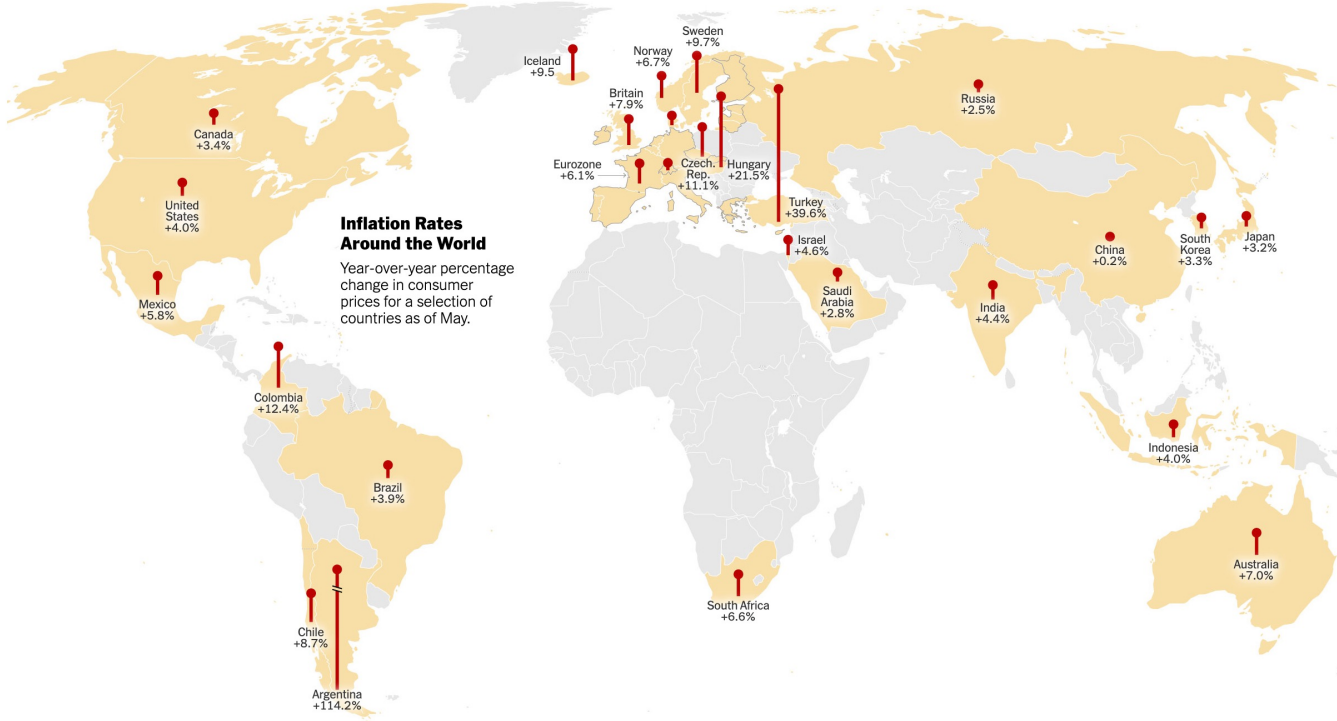 Sweden
+9.7%
Norway
+6.7%
Iceland
+9.5
Britain
+7.9%
Russia
+2.5%
Canada
+3.4%
Eurozone
+6.1%
Czech.
Rep.
+11.1%
Hungary
+21.5%
United
States
+4.0%
Turkey
+39.6%
Inflation Rates
Around the World
Year-over-year percentage
change in consumer
prices for a selection of
countries as of May.
Israel
+4.6%
China
+0.2%
South
Korea
+3.3%
Japan
+3.2%
Saudi
Arabia
+2.8%
India
+4.4%
Mexico
+5.8%
Colombia
+12.4%
Indonesia
+4.0%
Brazil
+3.9%
Australia
+7.0%
South Africa
+6.6%
Chile
+8.7%
Argentina
+114.2%